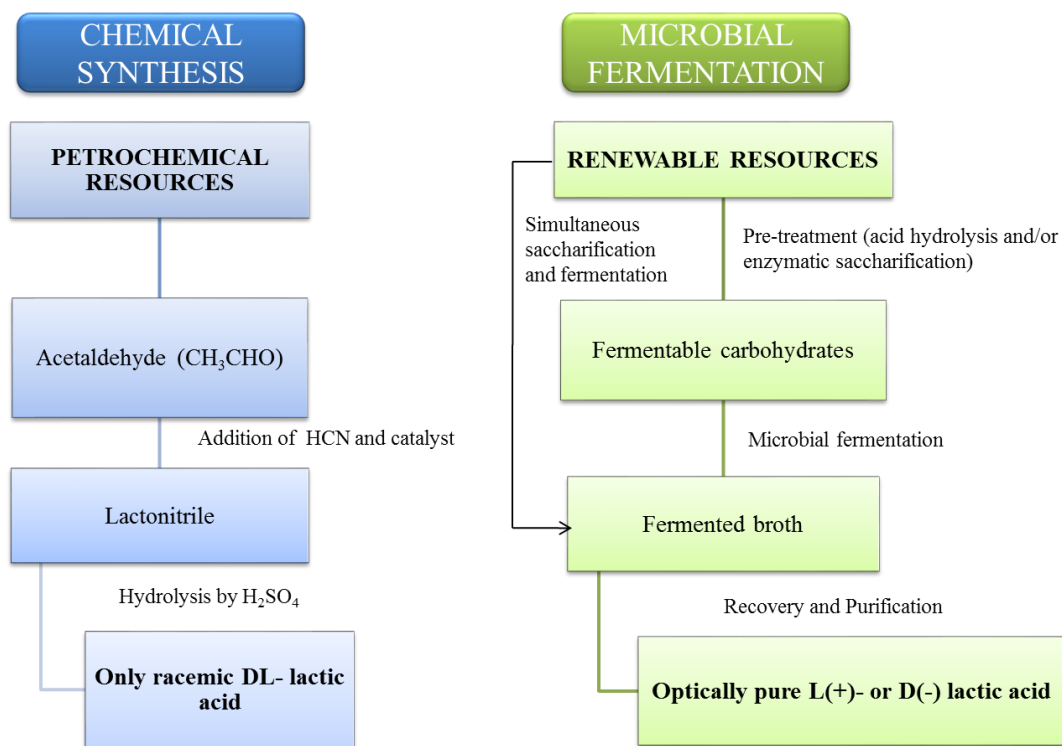 CHEMICAL
SYNTHESIS
PETROCHEMICAL
RESOURCES
Acetaldehyde (CH₃CHO)
Addition of HCN and catalyst
Lactonitrile
Hydrolysis by H₂SO₄
Only racemic DL- lactic
acid
MICROBIAL
FERMENTATION
RENEWABLE RESOURCES
Simultaneous
saccharification
and fermentation
Pre-treatment (acid hydrolysis and/or
enzymatic saccharification)
Fermentable carbohydrates
Microbial fermentation
Fermented broth
Recovery and Purification
Optically pure L(+)- or D(-) lactic acid